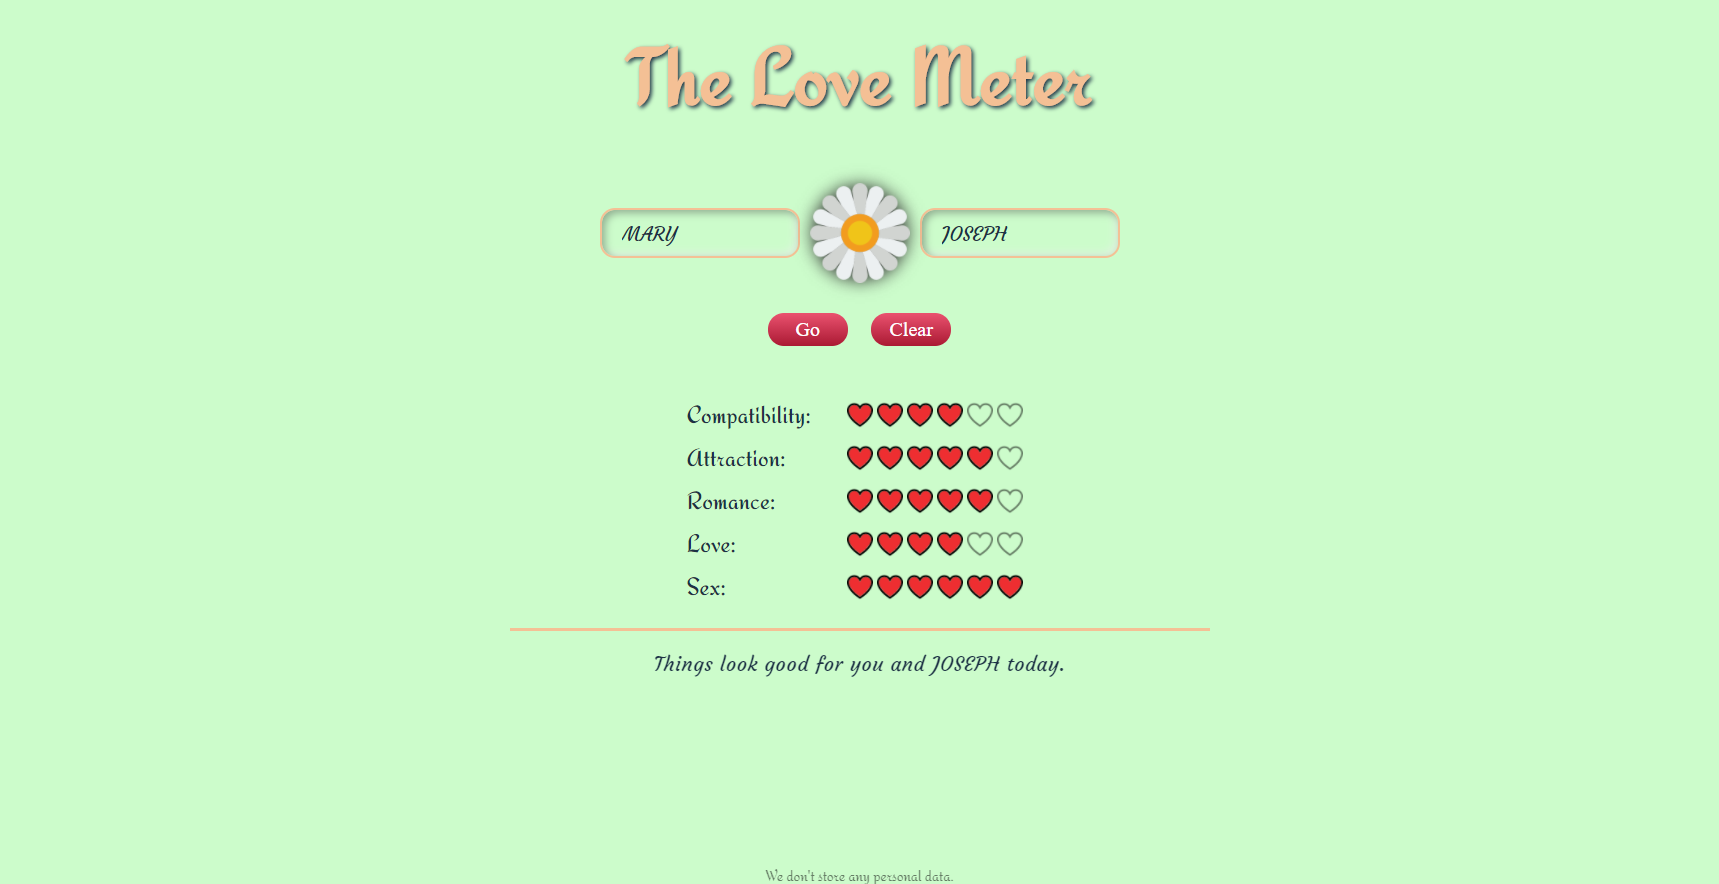 The Love Meter
MARY JOSEPH
Go Clear
Compatibility:
Attraction:
Romance:
Love:
Sex:
Things look good for you and JOSEPH today.
We don't store any personal data.